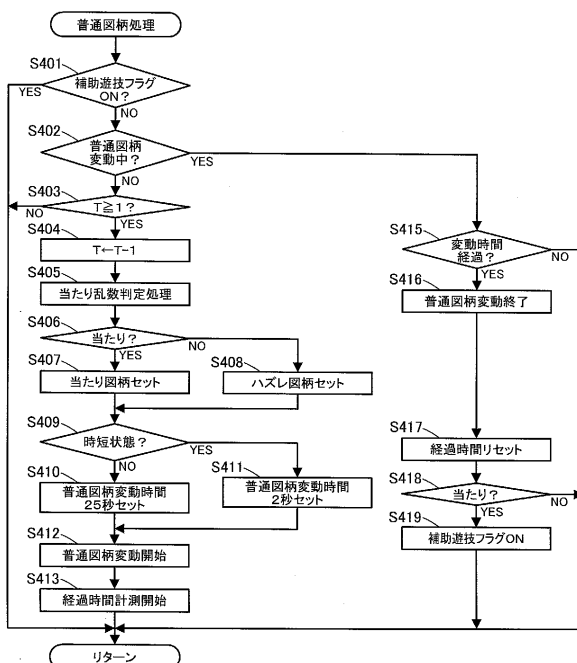 普通図柄処理
S401
補助遊技フラグ
ON?
YES
NO
S402
普通図柄
変動中?
YES
NO
S403
T≧1?
NO
YES
S404
T←T-1
S405
当たり乱数判定処理
S406
当たり?
NO
YES
S407
当たり図柄セット
S408
ハズレ図柄セット
S409
時短状態?
YES
NO
S410
普通図柄変動時間
25秒セット
S411
普通図柄変動時間
2秒セット
S412
普通図柄変動開始
S413
経過時間計測開始
S415
変動時間
経過?
NO
YES
S416
普通図柄変動終了
S417
経過時間リセット
S418
当たり?
NO
YES
S419
補助遊技フラグON
リターン